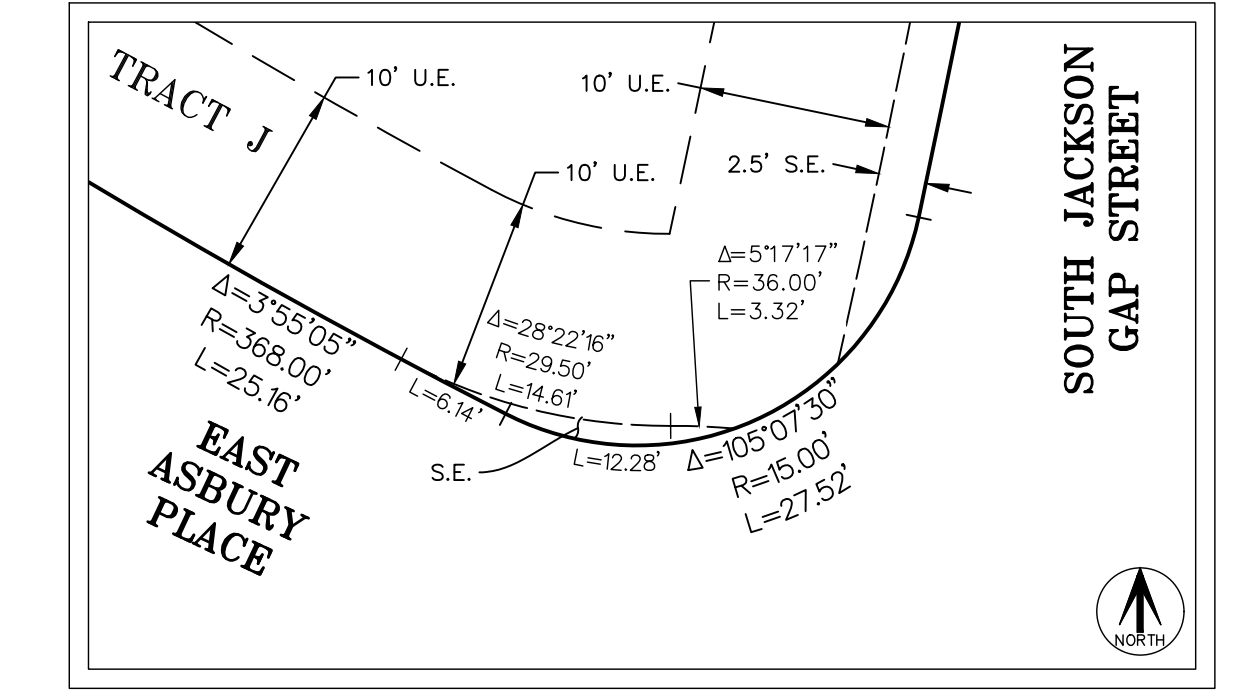 TRACT J
10' U.E.
10' U.E.
10' U.E.
2.5' S.E.
SOUTH JACKSON
GAP STREET
Δ=5°17'17"
R=36.00'
L=3.32'
Δ=3°55'05"
R=368.00'
L=25.16'
Δ=28°22'16"
R=29.50'
L=14.61'
L=6.14'
S.E.
L=12.28'
Δ=105°07'30"
R=15.00'
L=27.52'
EAST
ASBURY
PLACE
NORTH